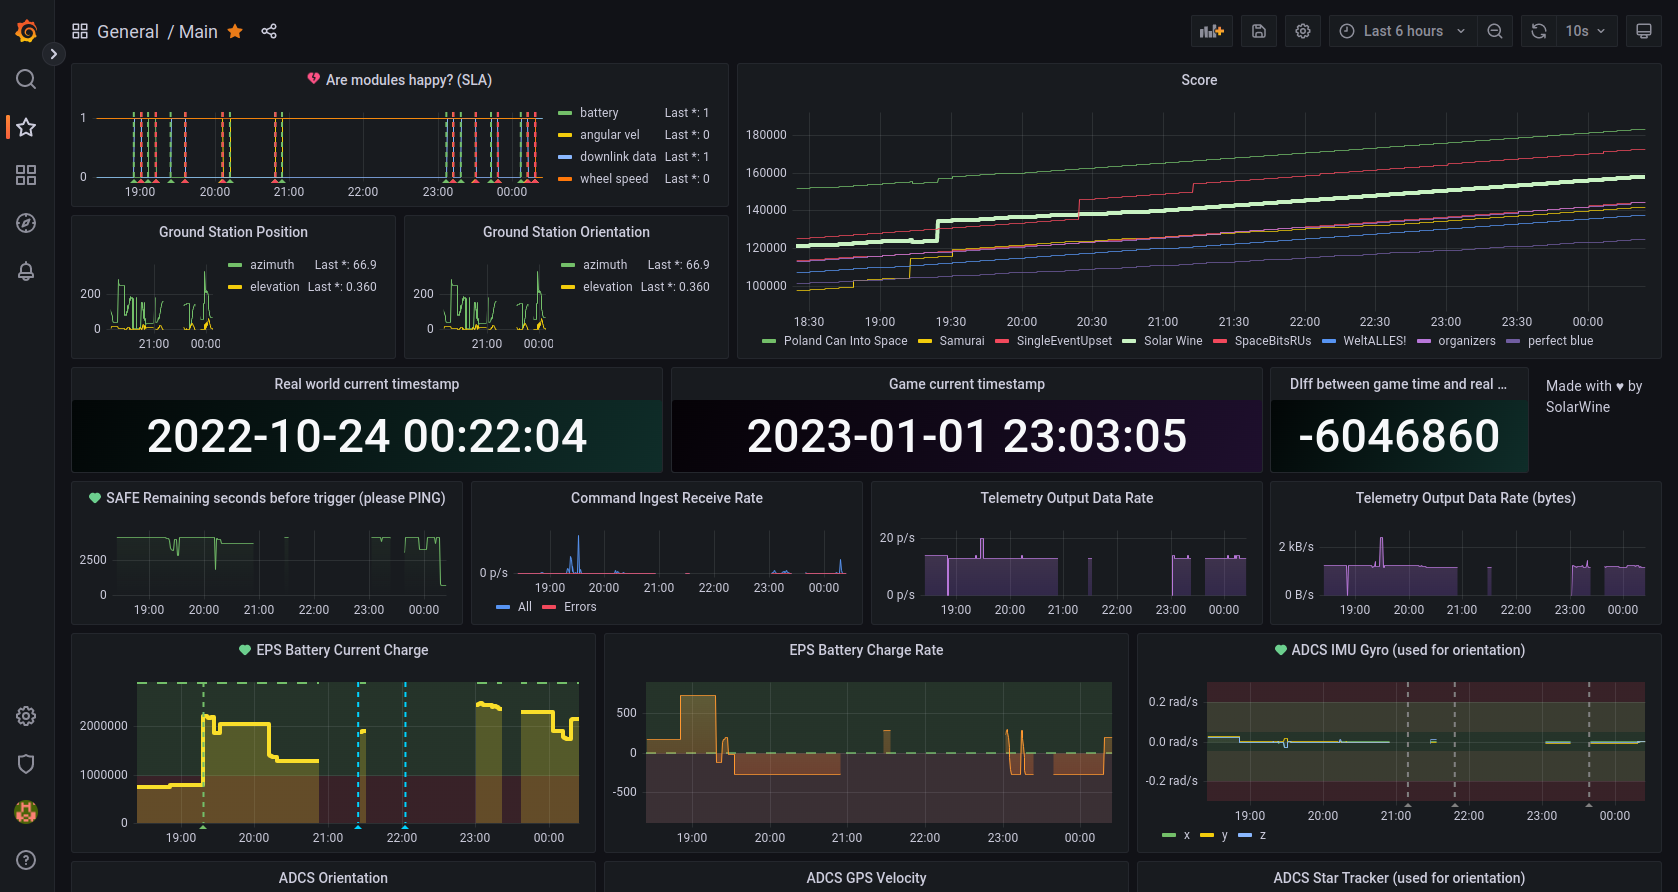 General / Main
Last 6 hours
10s
Are modules happy? (SLA)
1
0
19:00 20:00 21:00 22:00 23:00 00:00
battery Last *: 1
angular vel Last *: 0
downlink data Last *: 1
wheel speed Last *: 0
Score
180000
160000
140000
120000
100000
18:30 19:00 19:30 20:00 20:30 21:00 21:30 22:00 22:30 23:00 23:30 00:00
Poland Can Into Space Samurai SingleEventUpset Solar Wine SpaceBitsRUs WeltALLES! organizers perfect blue
Ground Station Position
200
0
21:00 00:00
azimuth Last *: 66.9
elevation Last *: 0.360
Ground Station Orientation
200
0
21:00 00:00
azimuth Last *: 66.9
elevation Last *: 0.360
Real world current timestamp
2022-10-24 00:22:04
Game current timestamp
2023-01-01 23:03:05
DIff between game time and real ...
-6046860
Made with ♥ by
SolarWine
SAFE Remaining seconds before trigger (please PING)
2500
0
19:00 20:00 21:00 22:00 23:00 00:00
Command Ingest Receive Rate
0 p/s
19:00 20:00 21:00 22:00 23:00 00:00
All Errors
Telemetry Output Data Rate
20 p/s
0 p/s
19:00 20:00 21:00 22:00 23:00 00:00
Telemetry Output Data Rate (bytes)
2 kB/s
0 B/s
19:00 20:00 21:00 22:00 23:00 00:00
EPS Battery Current Charge
2000000
1000000
0
19:00 20:00 21:00 22:00 23:00 00:00
EPS Battery Charge Rate
500
0
-500
19:00 20:00 21:00 22:00 23:00 00:00
ADCS IMU Gyro (used for orientation)
0.2 rad/s
0.0 rad/s
-0.2 rad/s
19:00 20:00 21:00 22:00 23:00 00:00
x y z
ADCS Orientation
ADCS GPS Velocity
ADCS Star Tracker (used for orientation)